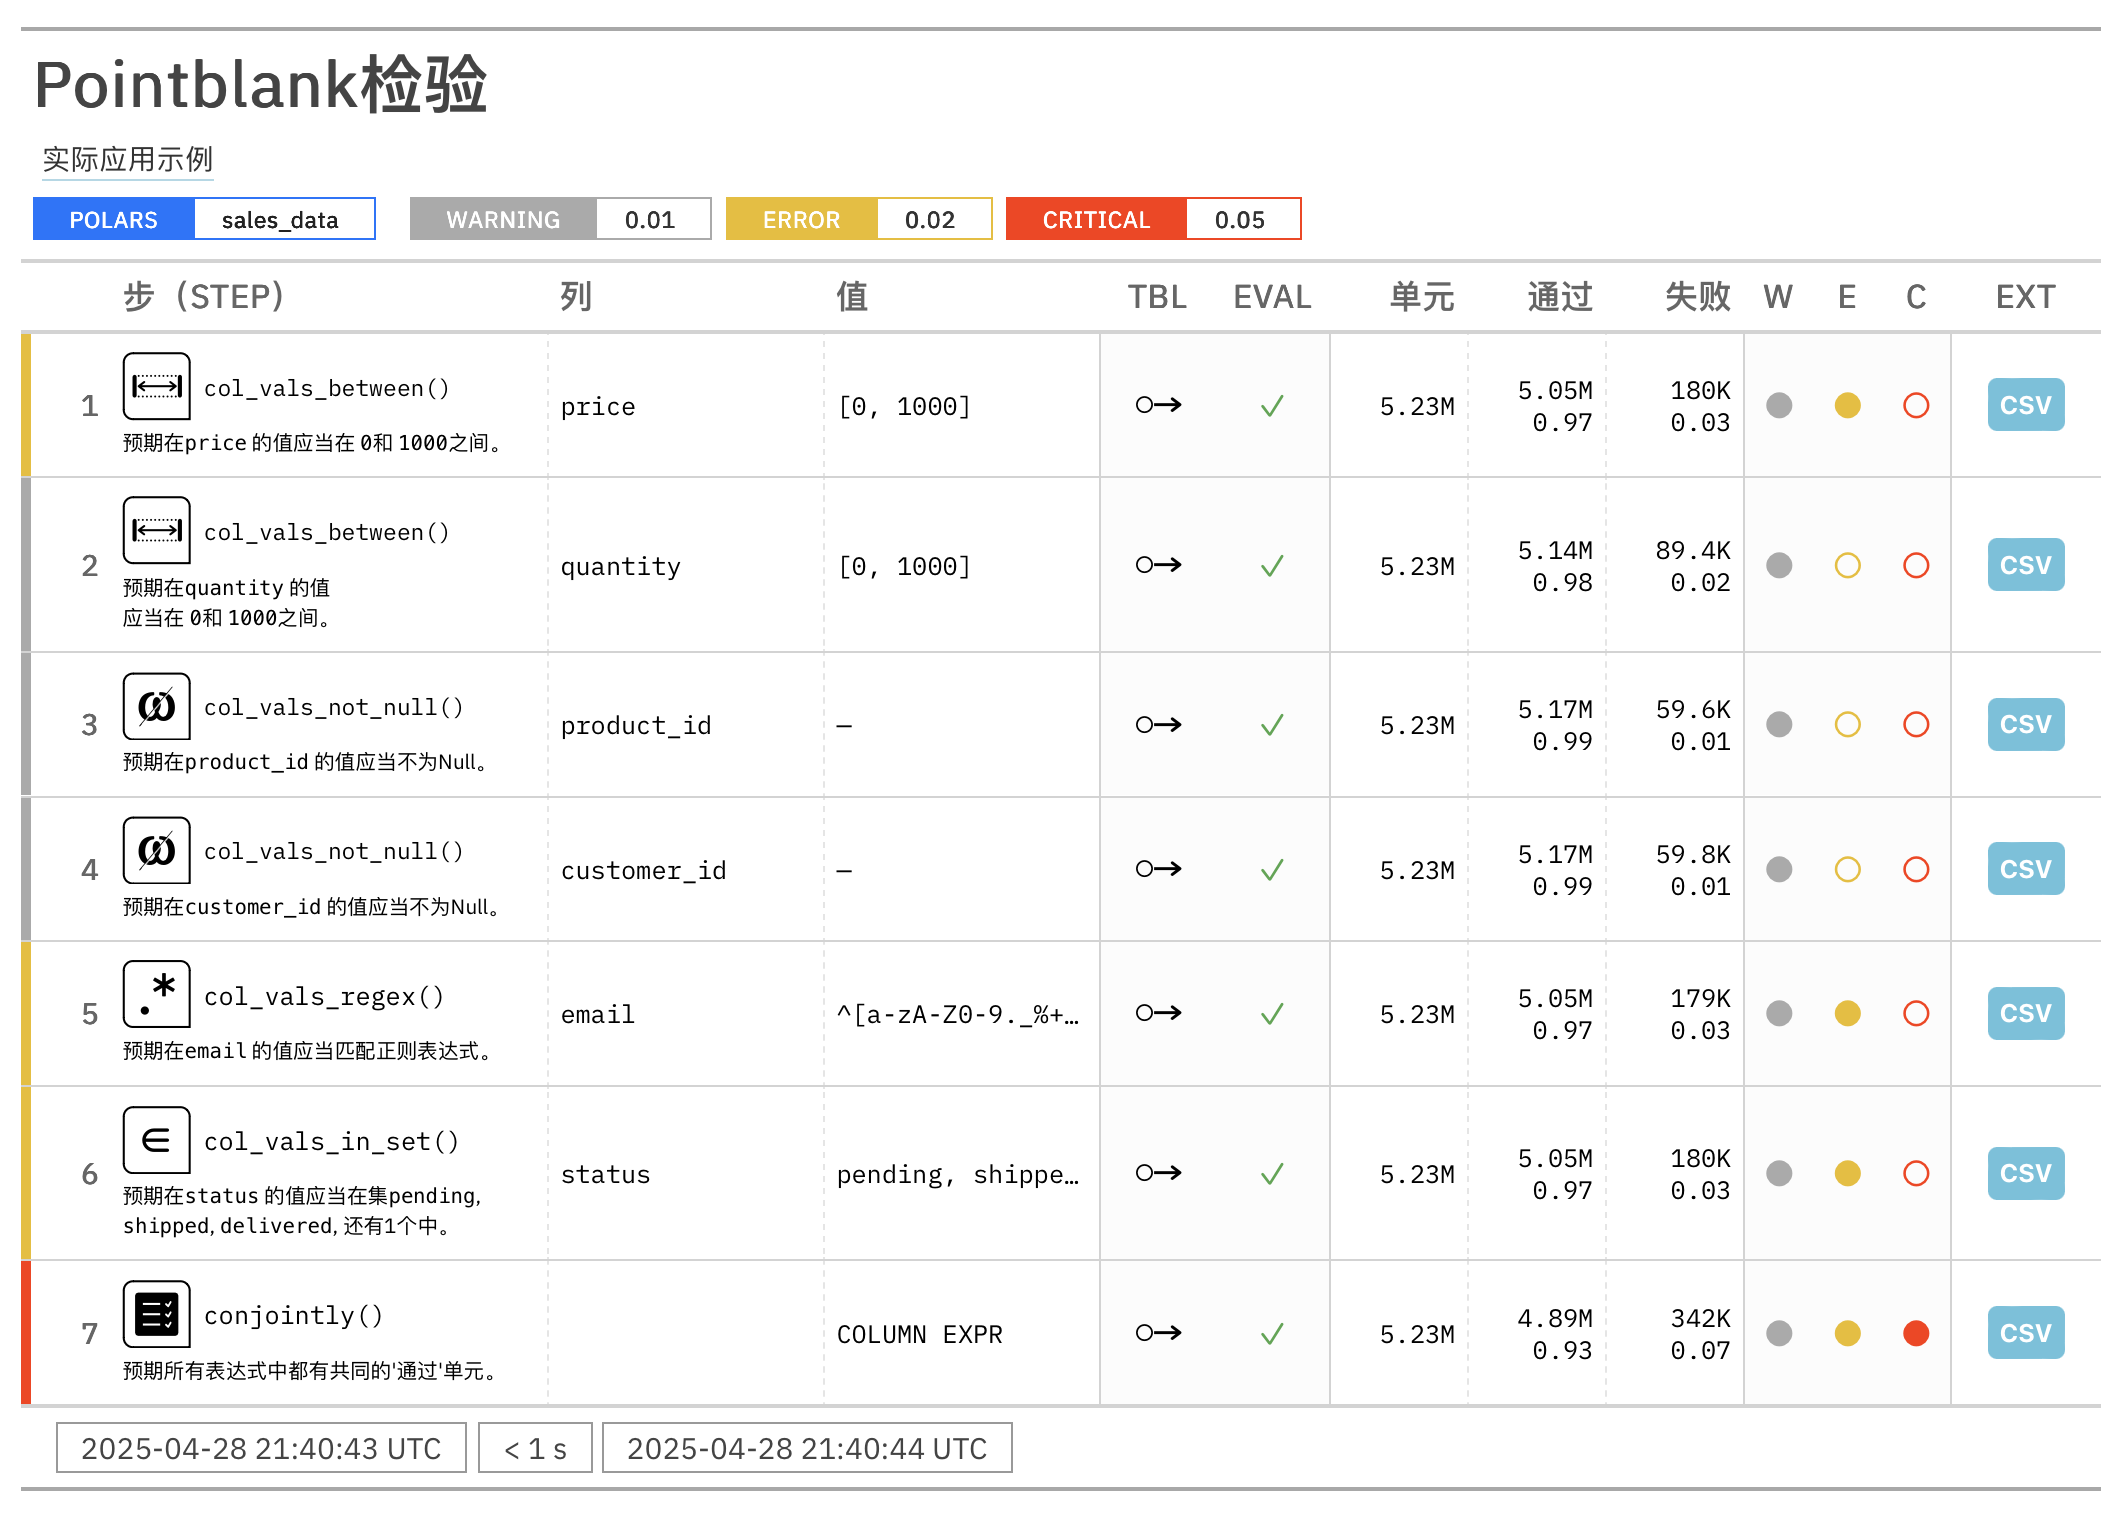 Pointblank检验
实际应用示例
POLARS sales_data WARNING 0.01 ERROR 0.02 CRITICAL 0.05
步（STEP） 列 值 TBL EVAL 单元 通过 失败 W E C EXT
1 col_vals_between() price [0, 1000] 5.23M 5.05M 180K CSV
0.97 0.03
预期在price 的值应当在 0和 1000之间。
2 col_vals_between() quantity [0, 1000] 5.23M 5.14M 89.4K CSV
0.98 0.02
预期在quantity 的值
应当在 0和 1000之间。
3 col_vals_not_null() product_id — 5.23M 5.17M 59.6K CSV
0.99 0.01
预期在product_id 的值应当不为Null。
4 col_vals_not_null() customer_id — 5.23M 5.17M 59.8K CSV
0.99 0.01
预期在customer_id 的值应当不为Null。
5 .* col_vals_regex() email ^[a-zA-Z0-9._%+… 5.23M 5.05M 179K CSV
0.97 0.03
预期在email 的值应当匹配正则表达式。
6 ∈ col_vals_in_set() status pending, shippe… 5.23M 5.05M 180K CSV
0.97 0.03
预期在status 的值应当在集pending,
shipped, delivered, 还有1个中。
7 conjointly() COLUMN EXPR 5.23M 4.89M 342K CSV
0.93 0.07
预期所有表达式中都有共同的'通过'单元。
2025-04-28 21:40:43 UTC < 1 s 2025-04-28 21:40:44 UTC